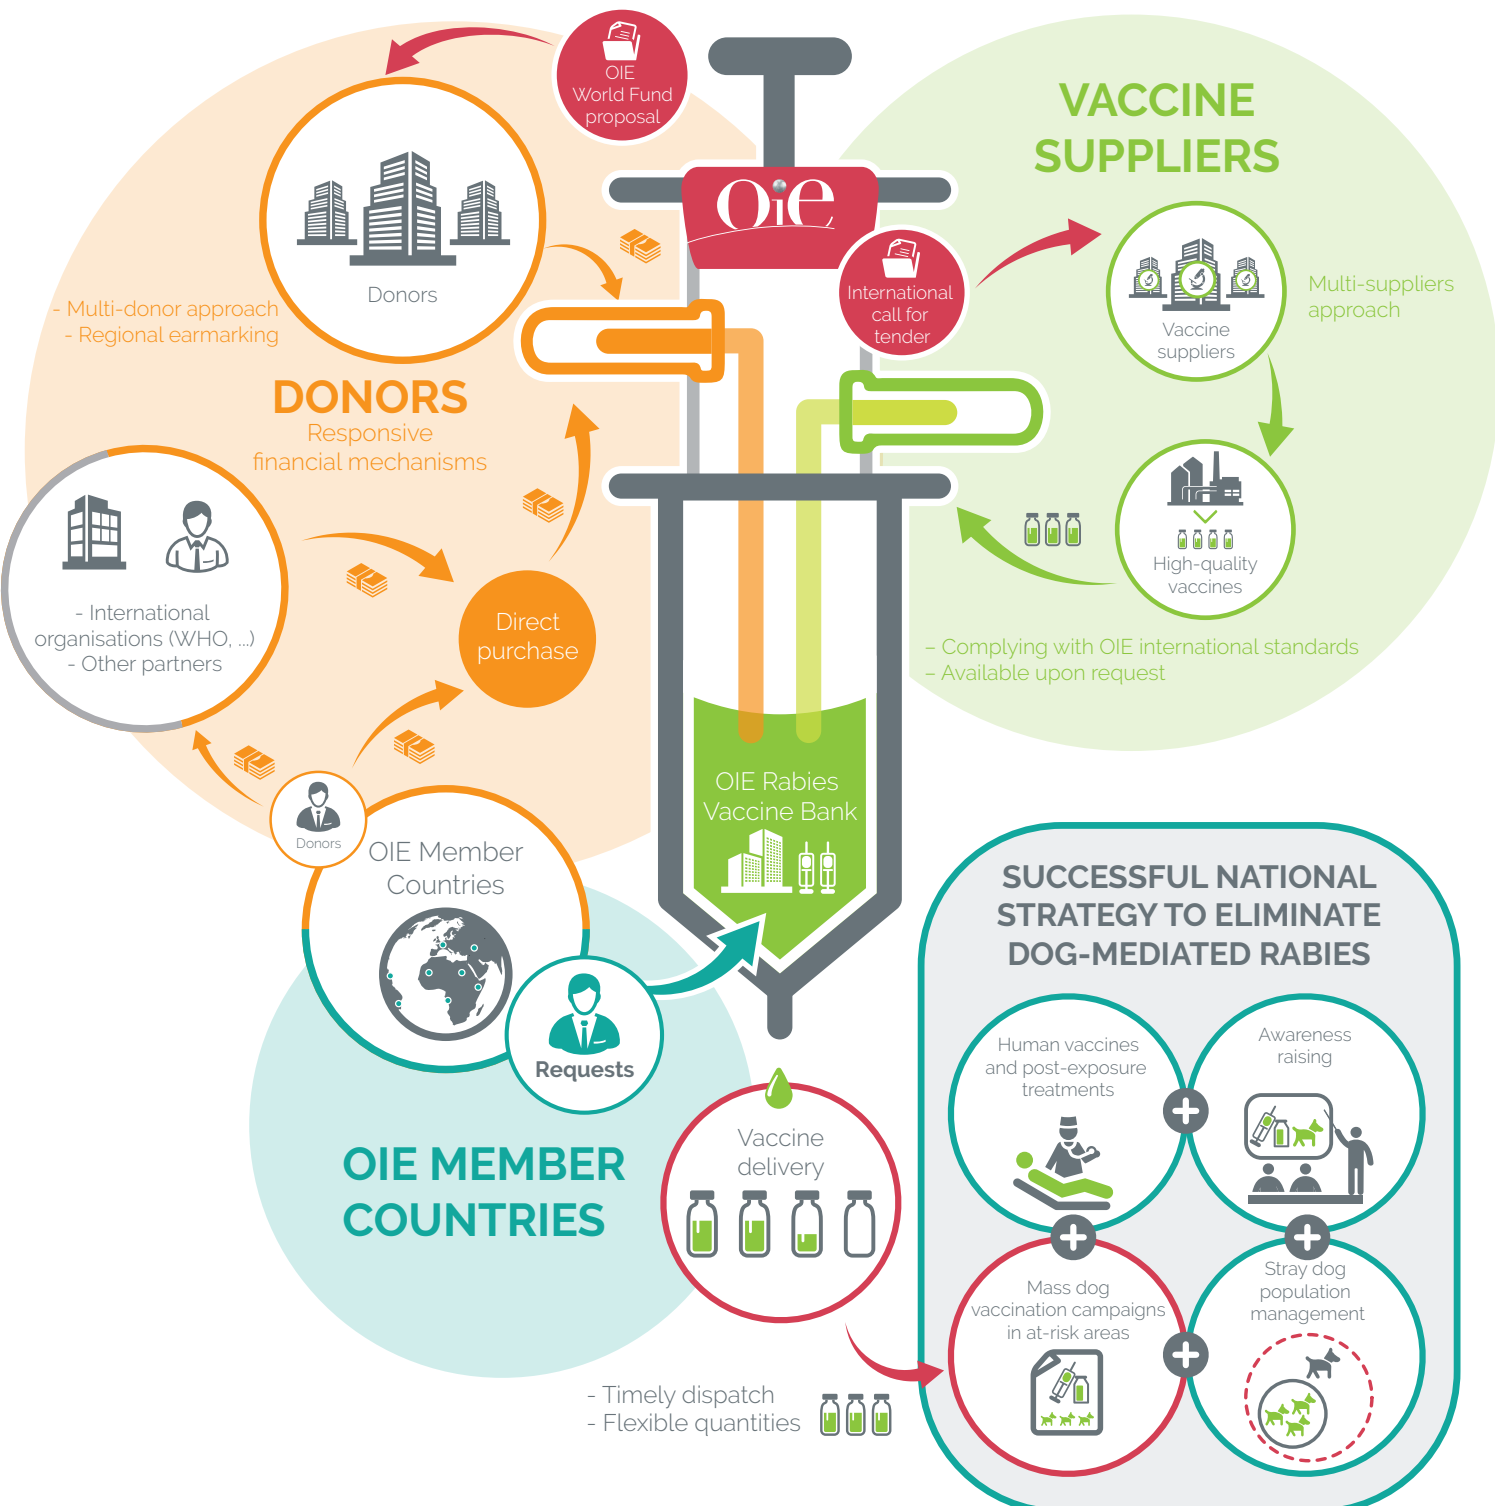 OIE
World Fund
proposal
OiE
Donors
- Multi-donor approach
- Regional earmarking
DONORS
Responsive
financial mechanisms
- International
organisations (WHO, ...)
- Other partners
Direct
purchase
Donors
VACCINE
SUPPLIERS
International
call for
tender
Vaccine
suppliers
Multi-suppliers
approach
High-quality
vaccines
– Complying with OIE international standards
– Available upon request
OIE Rabies
Vaccine Bank
OIE Member
Countries
Requests
OIE MEMBER
COUNTRIES
Vaccine
delivery
- Timely dispatch
- Flexible quantities
SUCCESSFUL NATIONAL
STRATEGY TO ELIMINATE
DOG-MEDIATED RABIES
Human vaccines
and post-exposure
treatments
Awareness
raising
Mass dog
vaccination campaigns
in at-risk areas
Stray dog
population
management